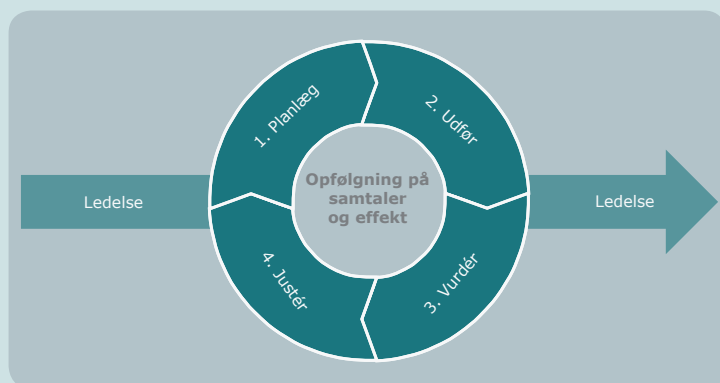 1. Planlæg
2. Udfør
Opfølgning på
samtaler
og effekt
Ledelse
Ledelse
4. Justér
3. Vurdér